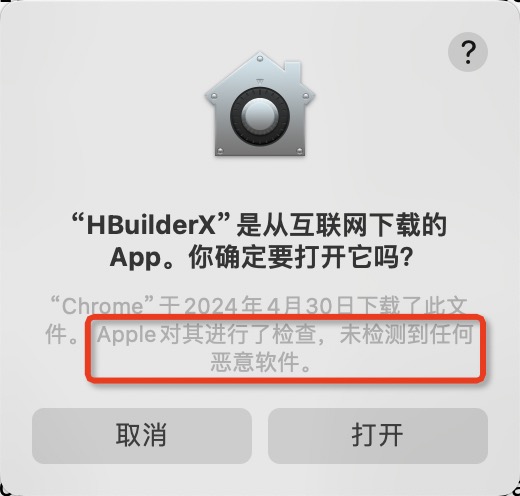 ?
“HBuilderX”是从互联网下载的
App。你确定要打开它吗?
“Chrome”于2024年4月30日下载了此文
件。Apple对其进行了检查，未检测到任何
恶意软件。
取消
打开